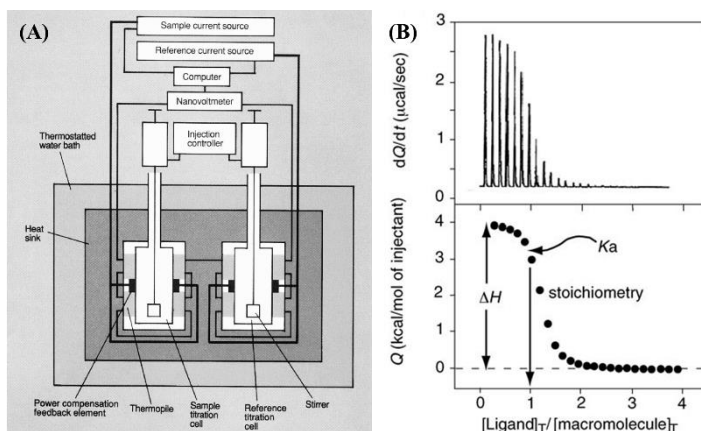 (A)
Sample current source
Reference current source
Computer
Nanovoltmeter
Injection
controller
Thermostatted
water bath
Heat
sink
Power compensation
feedback element
Thermopile
Sample
titration
cell
Reference
titration
cell
Stirrer
(B)
dQ/dt (μcal/sec)
3
2
1
0
Q (kcal/mol of injectant)
4
3
2
1
0
ΔH
Ka
stoichiometry
0 1 2 3 4
[Ligand]T/[macromolecule]T